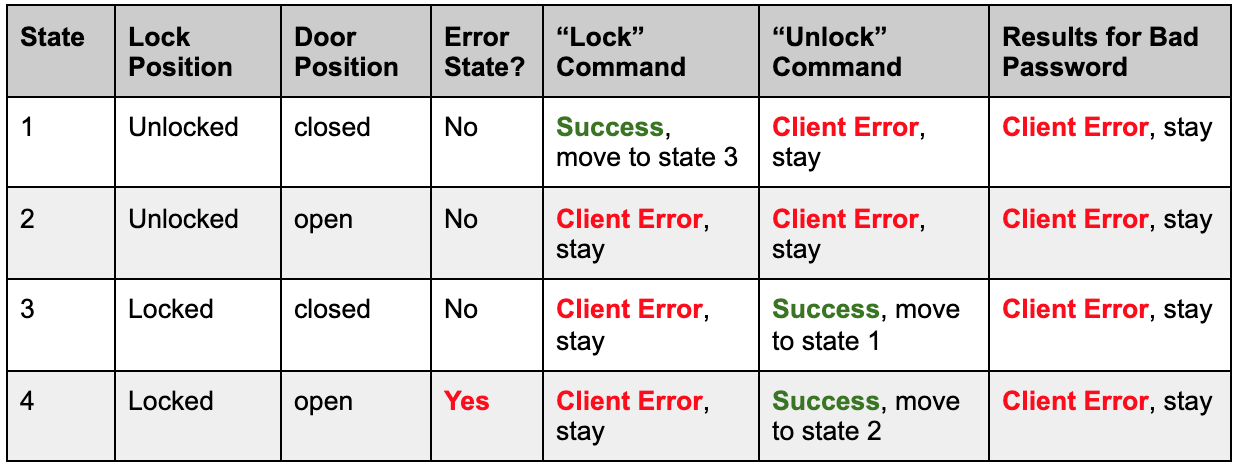 State
Lock
Position
Door
Position
Error
State?
“Lock”
Command
“Unlock”
Command
Results for Bad
Password
1
Unlocked
closed
No
Success,
move to state 3
Client Error,
stay
Client Error, stay
2
Unlocked
open
No
Client Error,
stay
Client Error,
stay
Client Error, stay
3
Locked
closed
No
Client Error,
stay
Success, move
to state 1
Client Error, stay
4
Locked
open
Yes
Client Error,
stay
Success, move
to state 2
Client Error, stay